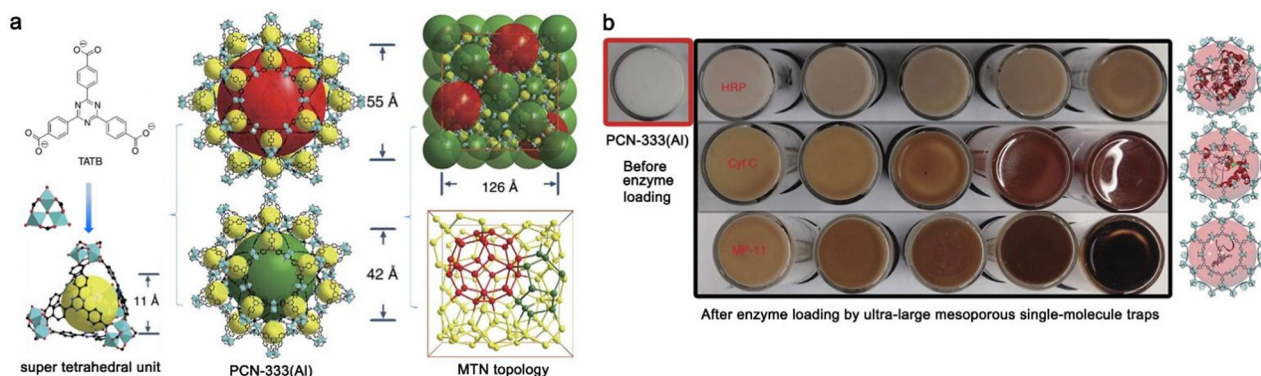 a
O
O
⊖
N
N
N
⊖
O
O
O
O
⊖
TATB
11 Å
super tetrahedral unit
55 Å
42 Å
PCN-333(Al)
126 Å
MTN topology
b
HRP
Cyt C
MP-11
PCN-333(Al)
Before
enzyme
loading
After enzyme loading by ultra-large mesoporous single-molecule traps